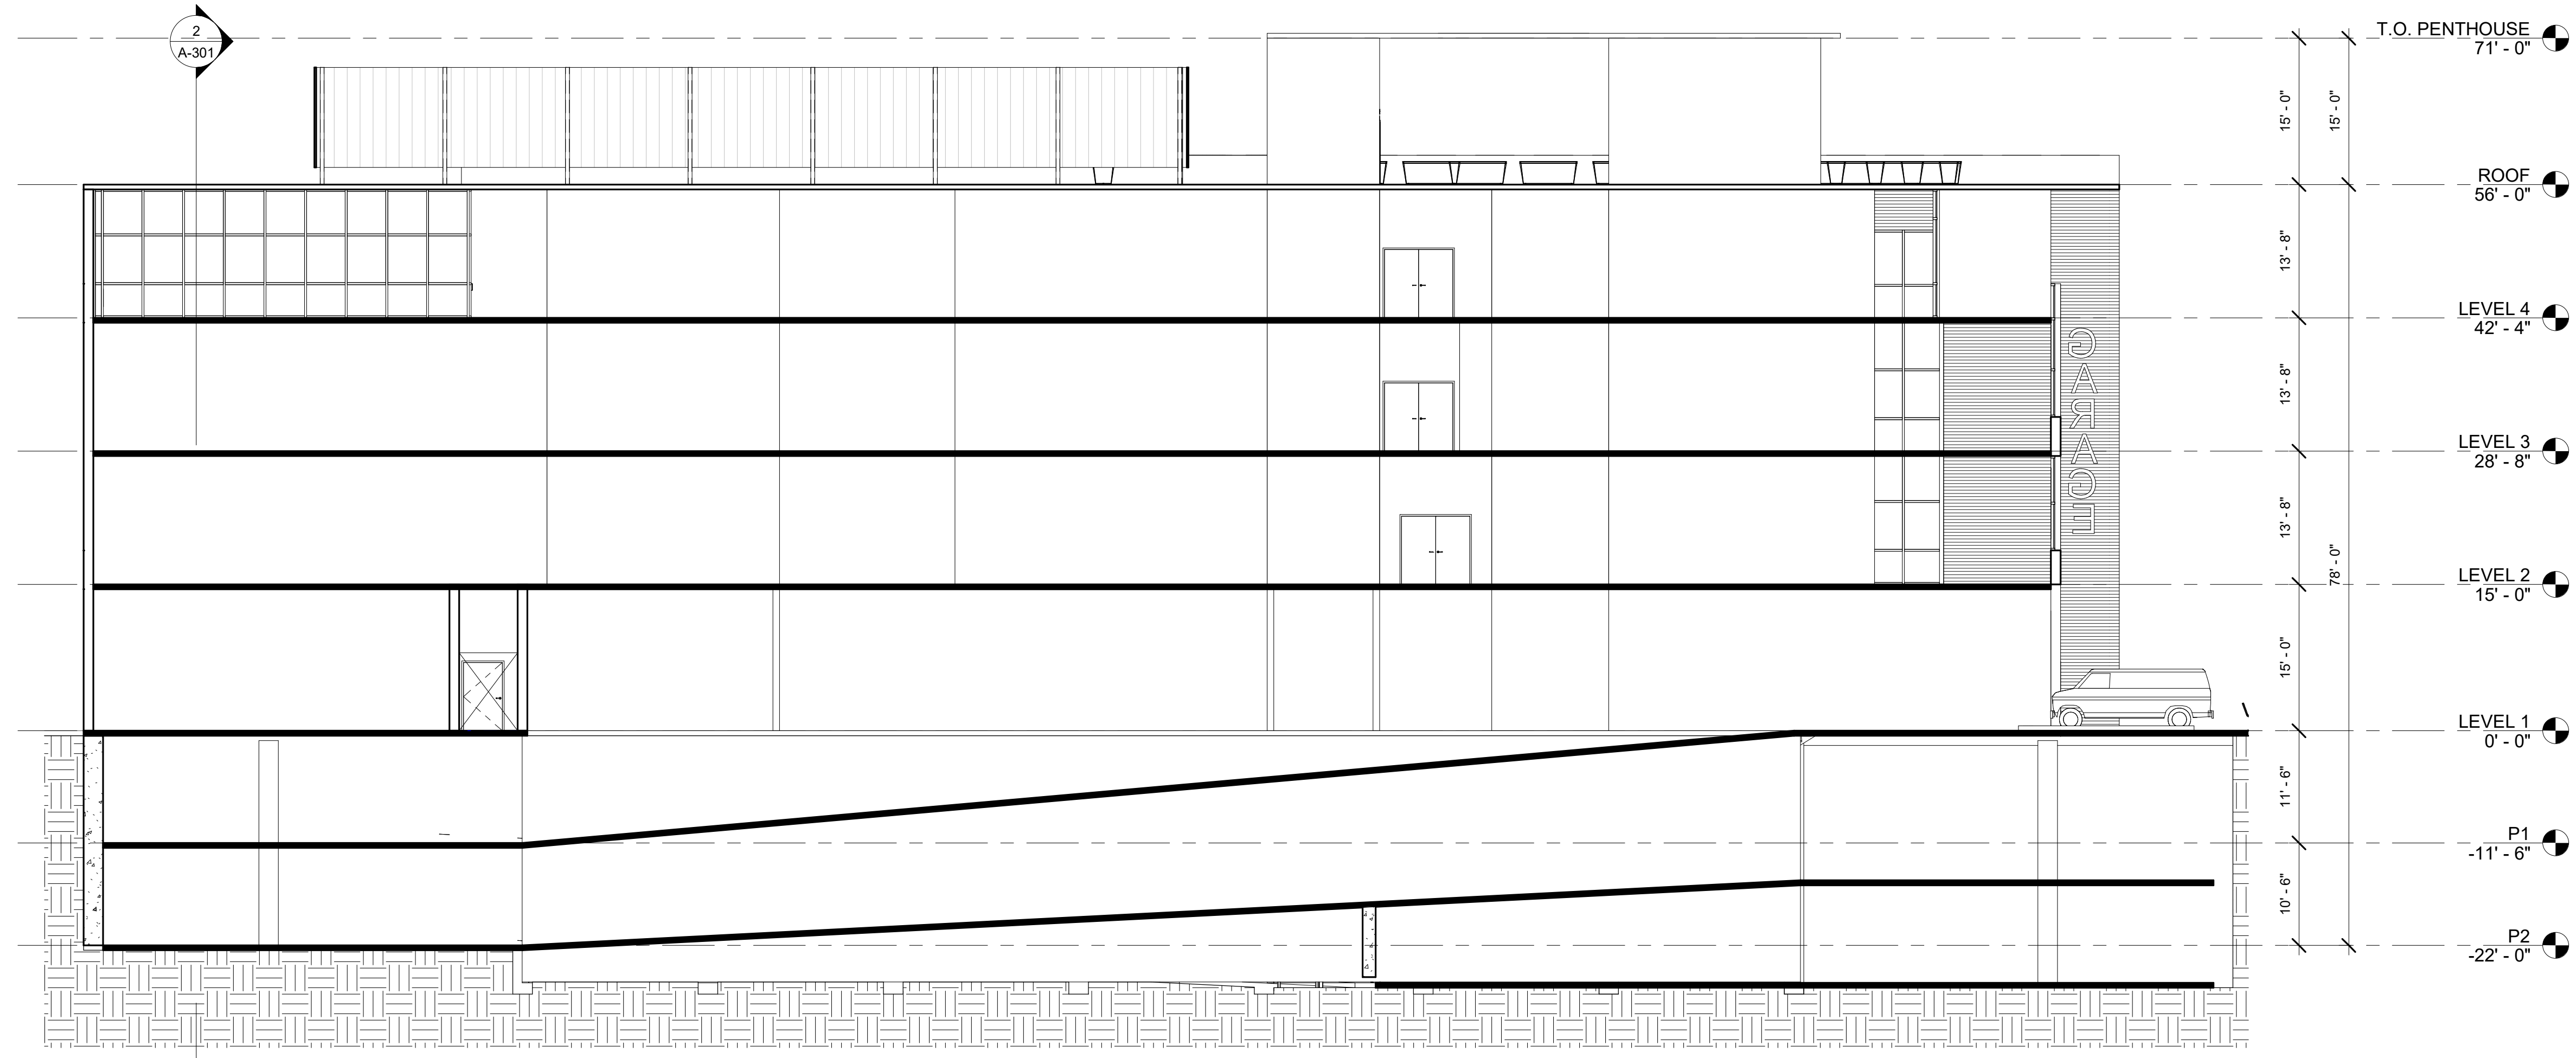 2
A-301
T.O. PENTHOUSE
71' - 0"
15' - 0"
15' - 0"
ROOF
56' - 0"
13' - 8"
LEVEL 4
42' - 4"
13' - 8"
LEVEL 3
28' - 8"
13' - 8"
78' - 0"
LEVEL 2
15' - 0"
15' - 0"
LEVEL 1
0' - 0"
11' - 6"
P1
-11' - 6"
10' - 6"
P2
-22' - 0"
GARAGE